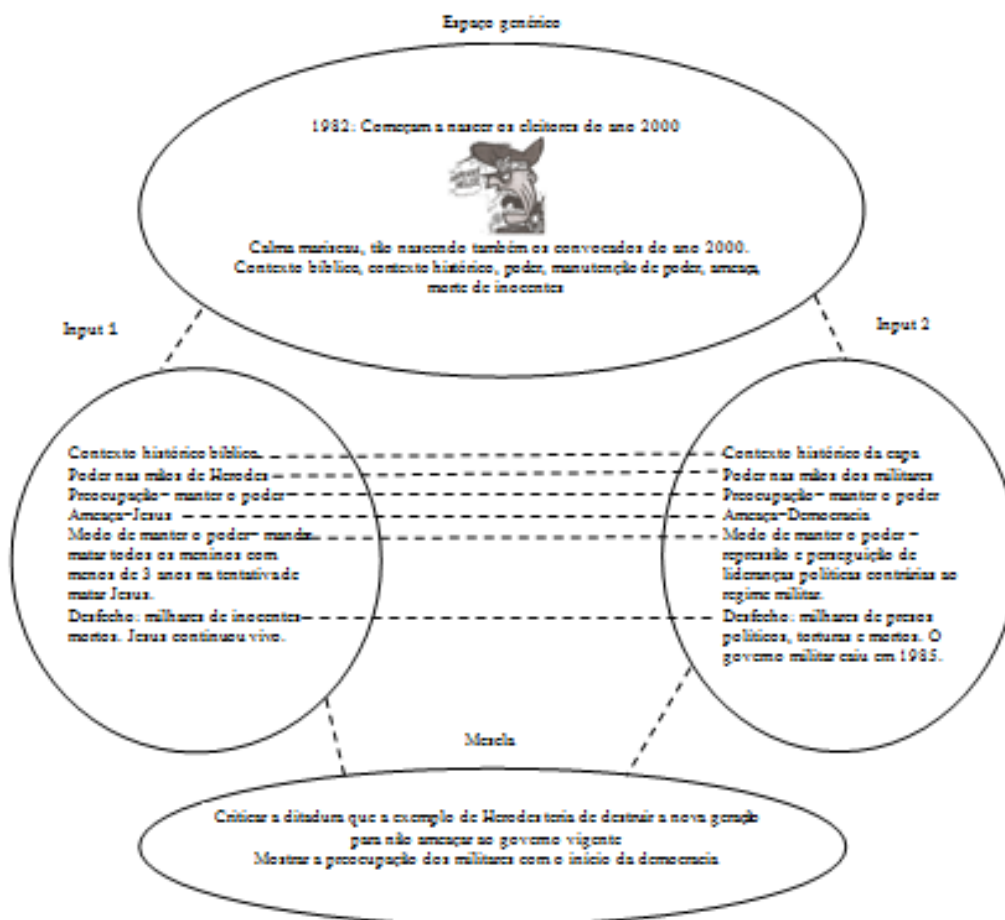 Espaço genérico
1982: Começam a nascer os eleitores do ano 2000
Calma mariscau, tão nascendo também os convocados do ano 2000.
Contexto bíblico, contexto histórico, poder, manutenção de poder, ameaça,
morte de inocentes
Input 1
Input 2
Contexto histórico bíblico
Poder nas mãos de Herodes
Preocupação- manter o poder
Ameaça-Jesus
Modo de manter o poder- mandar
matar todos os meninos com
menos de 3 anos na tentativa de
matar Jesus.
Desfecho: milhares de inocentes
mortos. Jesus continuou vivo.
Contexto histórico da capa
Poder nas mãos dos militares
Preocupação- manter o poder
Ameaça-Democracia
Modo de manter o poder -
repressão e perseguição de
lideranças políticas contrárias ao
regime militar.
Desfecho: milhares de presos
políticos, torturas e mortos. O
governo militar caiu em 1985.
Mescla
Criticar a ditadura que a exemplo de Herodes teria de destruir a nova geração
para não ameaçar ao governo vigente
Mostrar a preocupação dos militares com o início da democracia